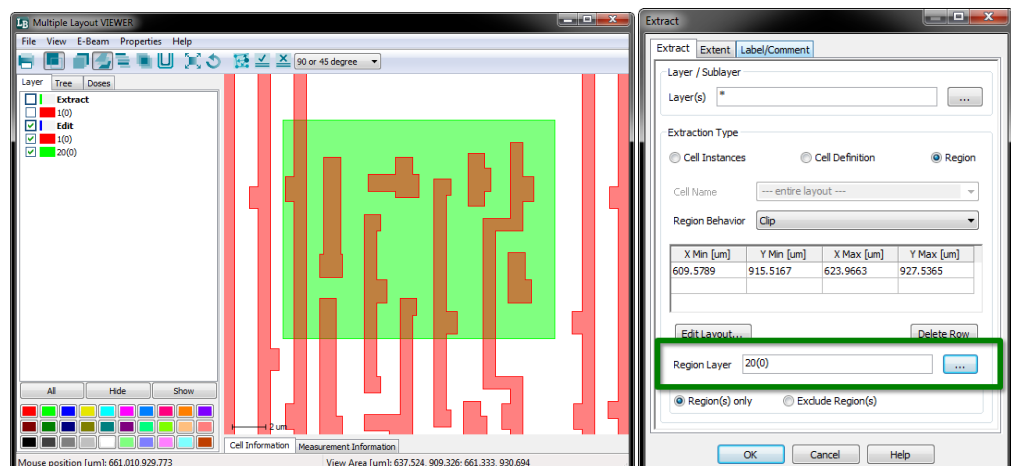 LB Multiple Layout VIEWER
File View E-Beam Properties Help
90 or 45 degree
Layer Tree Doses
Extract
1(0)
Edit
1(0)
20(0)
All Hide Show
2 um
Cell Information Measurement Information
Mouse position [um]: 661.010,929.773 View Area [um]: 637.524, 909.326; 661.333, 930.694
Extract
Extract Extent Label/Comment
Layer / Sublayer
Layer(s) * ...
Extraction Type
Cell Instances Cell Definition Region
Cell Name --- entire layout ---
Region Behavior Clip
X Min [um] Y Min [um] X Max [um] Y Max [um]
609.5789 915.5167 623.9663 927.5365
Edit Layout... Delete Row
Region Layer 20(0) ...
Region(s) only Exclude Region(s)
OK Cancel Help